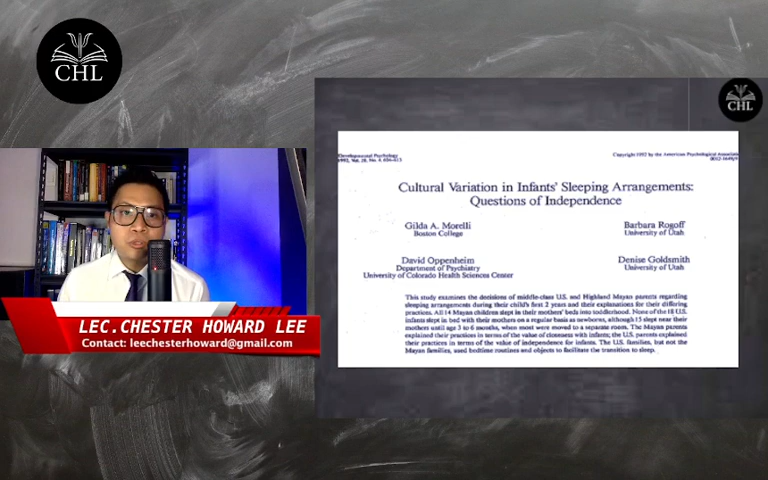 CHL
CHL
Developmental Psychology
1992, Vol. 28, No. 4, 604-613
Copyright 1992 by the American Psychological
Cultural Variation in Infants' Sleeping Arrangements:
Questions of Independence
Gilda A. Morelli
Boston College
Barbara Rogoff
University of Utah
David Oppenheim
Department of Psychiatry
University of Colorado Health Sciences Center
Denise Goldsmith
University of Utah
This study examines the decisions of middle-class U.S. and Highland Mayan parents regarding
sleeping arrangements during their child's first 2 years and their explanations for their differing
practices. All 14 Mayan children slept in their mothers' beds into toddlerhood. None of the 18 U.S.
infants slept in bed with their mothers on a regular basis as newborns, although 15 slept near their
mothers until age 3 to 6 months, when most were moved to a separate room. The Mayan parents
explained their practices in terms of the value of closeness with infants; the U.S. parents explained
their practices in terms of the value of independence for infants. The U.S. families, but not the
Mayan families, used bedtime routines and objects to facilitate the transition to sleep.
LEC.CHESTER HOWARD LEE
Contact: leechesterhoward@gmail.com